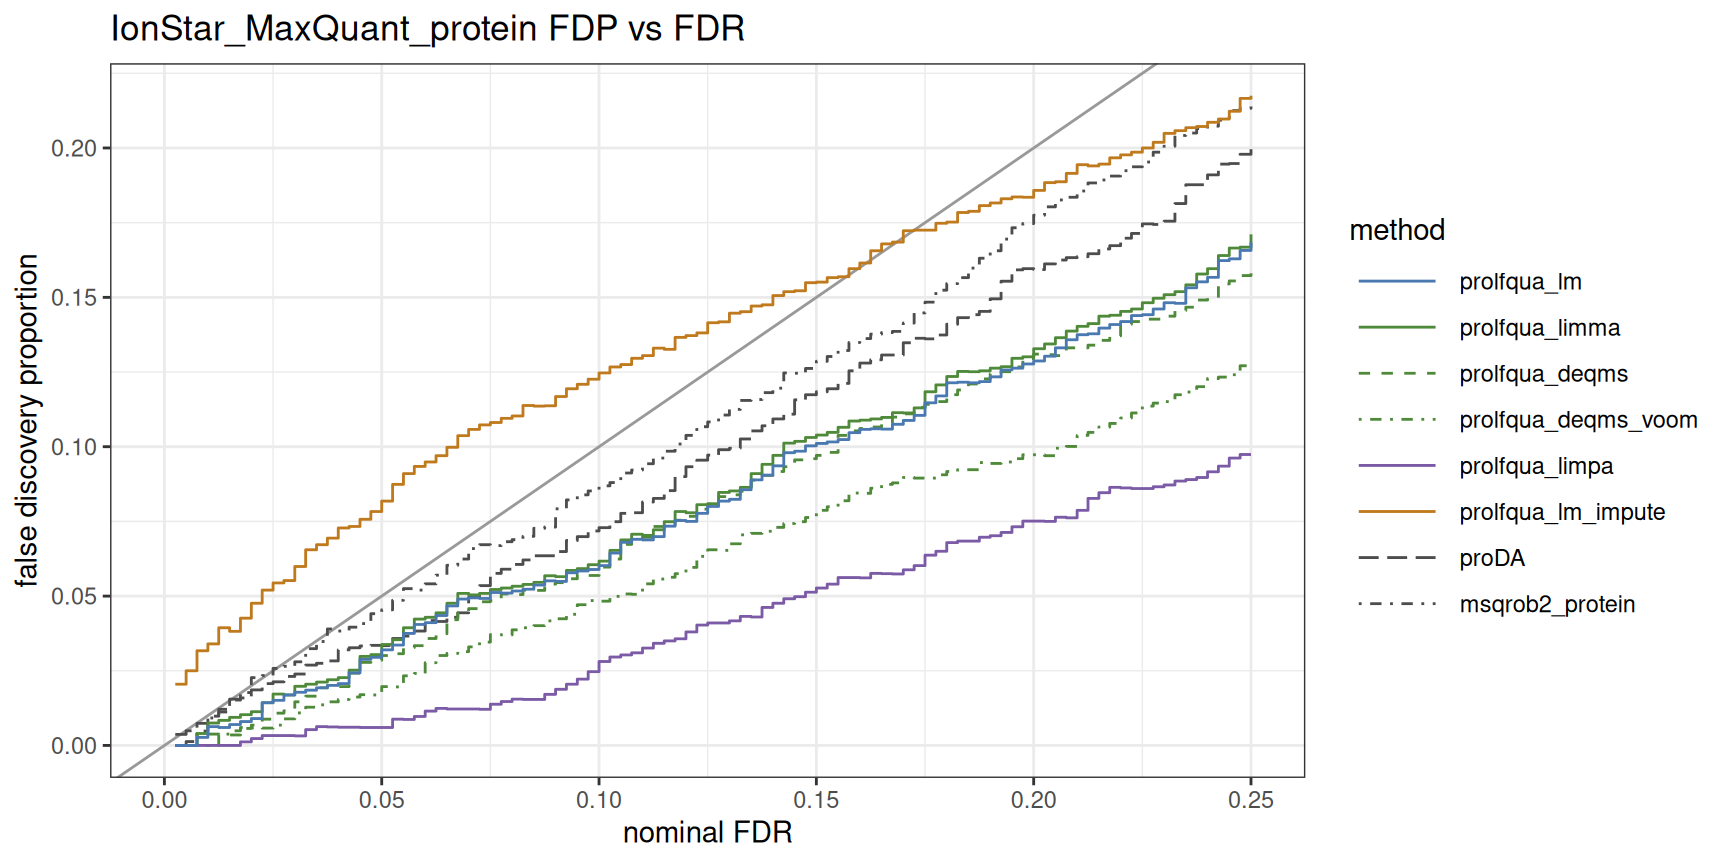 IonStar_MaxQuant_protein FDP vs FDR
false discovery proportion
0.20
0.15
0.10
0.05
0.00
0.00 0.05 0.10 0.15 0.20 0.25
nominal FDR
method
prolfqua_lm
prolfqua_limma
prolfqua_deqms
prolfqua_deqms_voom
prolfqua_limpa
prolfqua_lm_impute
proDA
msqrob2_protein